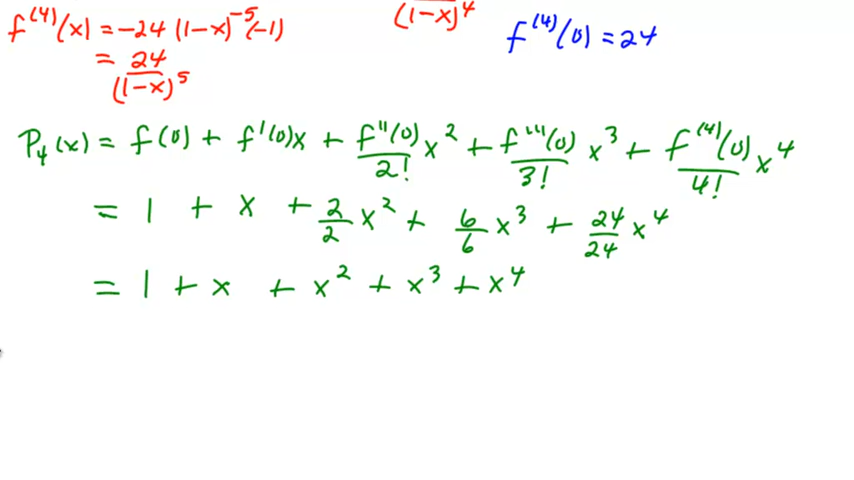 f⁽⁴⁾(x) = -24 (1-x)⁻⁵(-1)
(1-x)⁴
f⁽⁴⁾(0) = 24
= 24/(1-x)⁵
P₄(x) = f(0) + f'(0)x + f''(0)/2! x² + f'''(0)/3! x³ + f⁽⁴⁾(0)/4! x⁴
= 1 + x + 2/2 x² + 6/6 x³ + 24/24 x⁴
= 1 + x + x² + x³ + x⁴